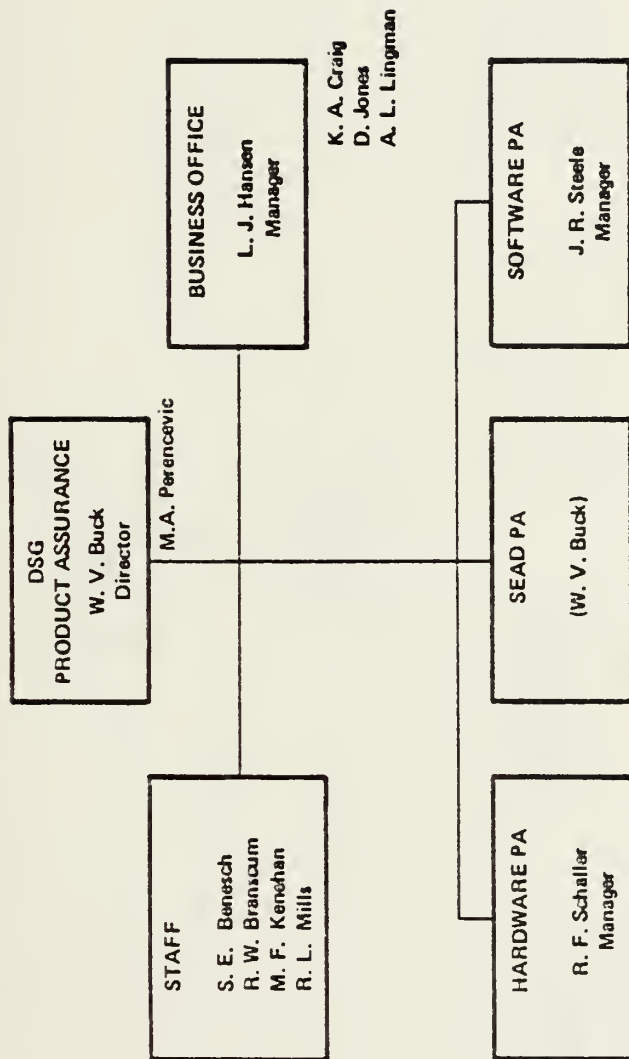 DSG
PRODUCT ASSURANCE
W. V. Buck
Director
M.A. Perencevic
STAFF
S. E. Benesch
R. W. Branscum
M. F. Kenehan
R. L. Mills
BUSINESS OFFICE
L. J. Hansen
Manager
K. A. Craig
D. Jones
A. L. Lingman
HARDWARE PA
R. F. Schaller
Manager
SEAD PA
(W. V. Buck)
SOFTWARE PA
J. R. Steele
Manager